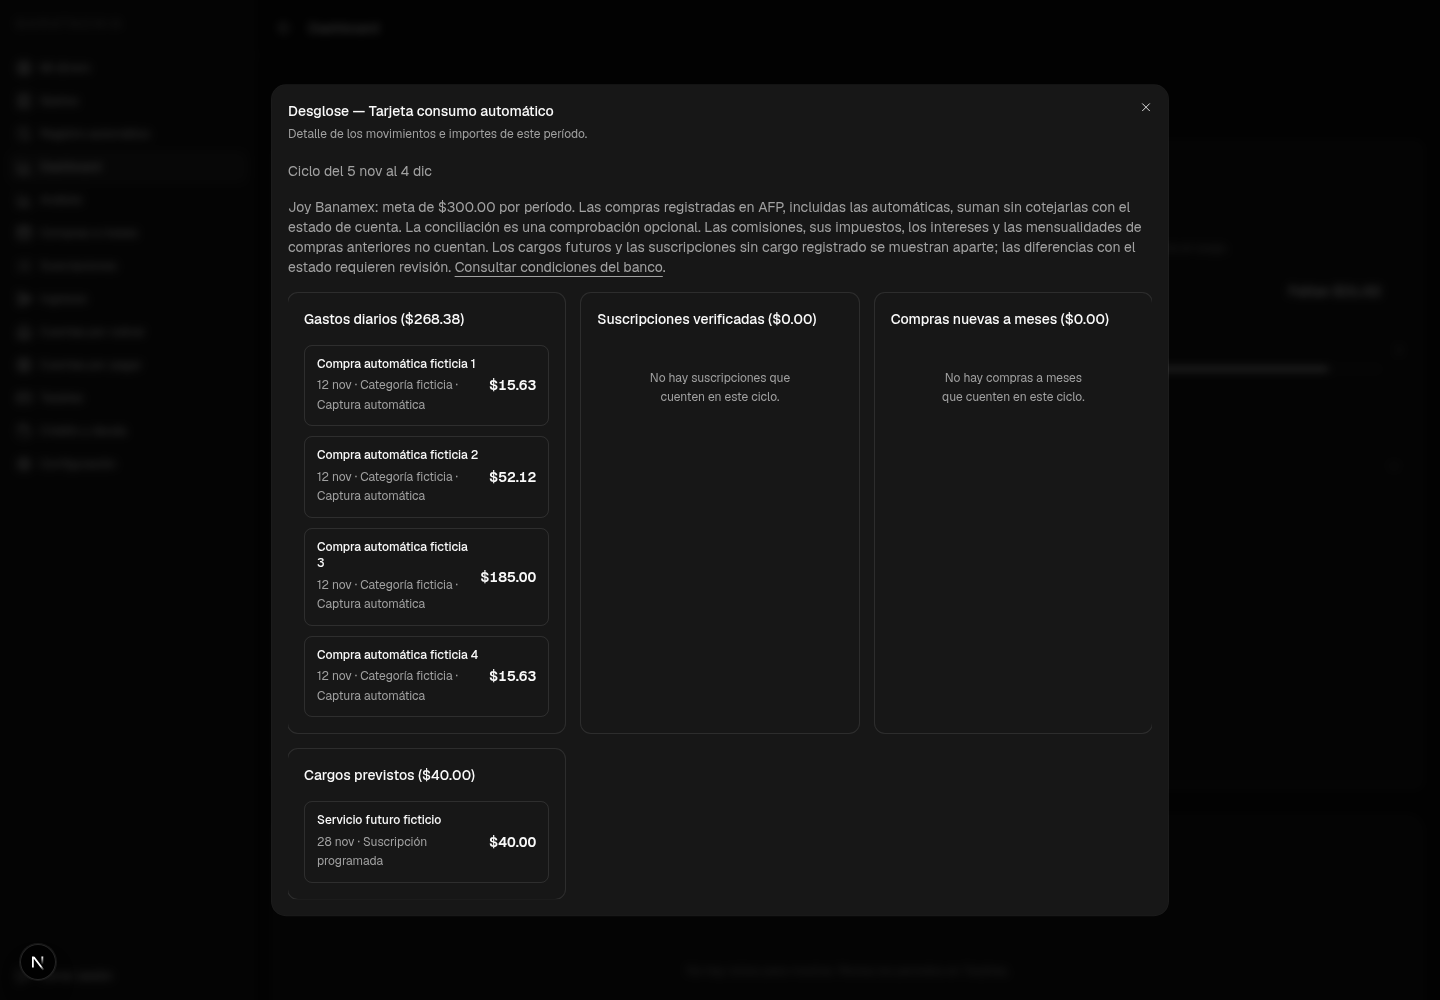 Desglose — Tarjeta consumo automático
Detalle de los movimientos e importes de este período.
Ciclo del 5 nov al 4 dic
Joy Banamex: meta de $300.00 por período. Las compras registradas en AFP, incluidas las automáticas, suman sin cotejarlas con el
estado de cuenta. La conciliación es una comprobación opcional. Las comisiones, sus impuestos, los intereses y las mensualidades de
compras anteriores no cuentan. Los cargos futuros y las suscripciones sin cargo registrado se muestran aparte; las diferencias con el
estado requieren revisión. Consultar condiciones del banco.
Gastos diarios ($268.38)
Compra automática ficticia 1
12 nov · Categoría ficticia ·
Captura automática
$15.63
Compra automática ficticia 2
12 nov · Categoría ficticia ·
Captura automática
$52.12
Compra automática ficticia
3
12 nov · Categoría ficticia ·
Captura automática
$185.00
Compra automática ficticia 4
12 nov · Categoría ficticia ·
Captura automática
$15.63
Suscripciones verificadas ($0.00)
No hay suscripciones que
cuenten en este ciclo.
Compras nuevas a meses ($0.00)
No hay compras a meses
que cuenten en este ciclo.
Cargos previstos ($40.00)
Servicio futuro ficticio
28 nov · Suscripción
programada
$40.00
N